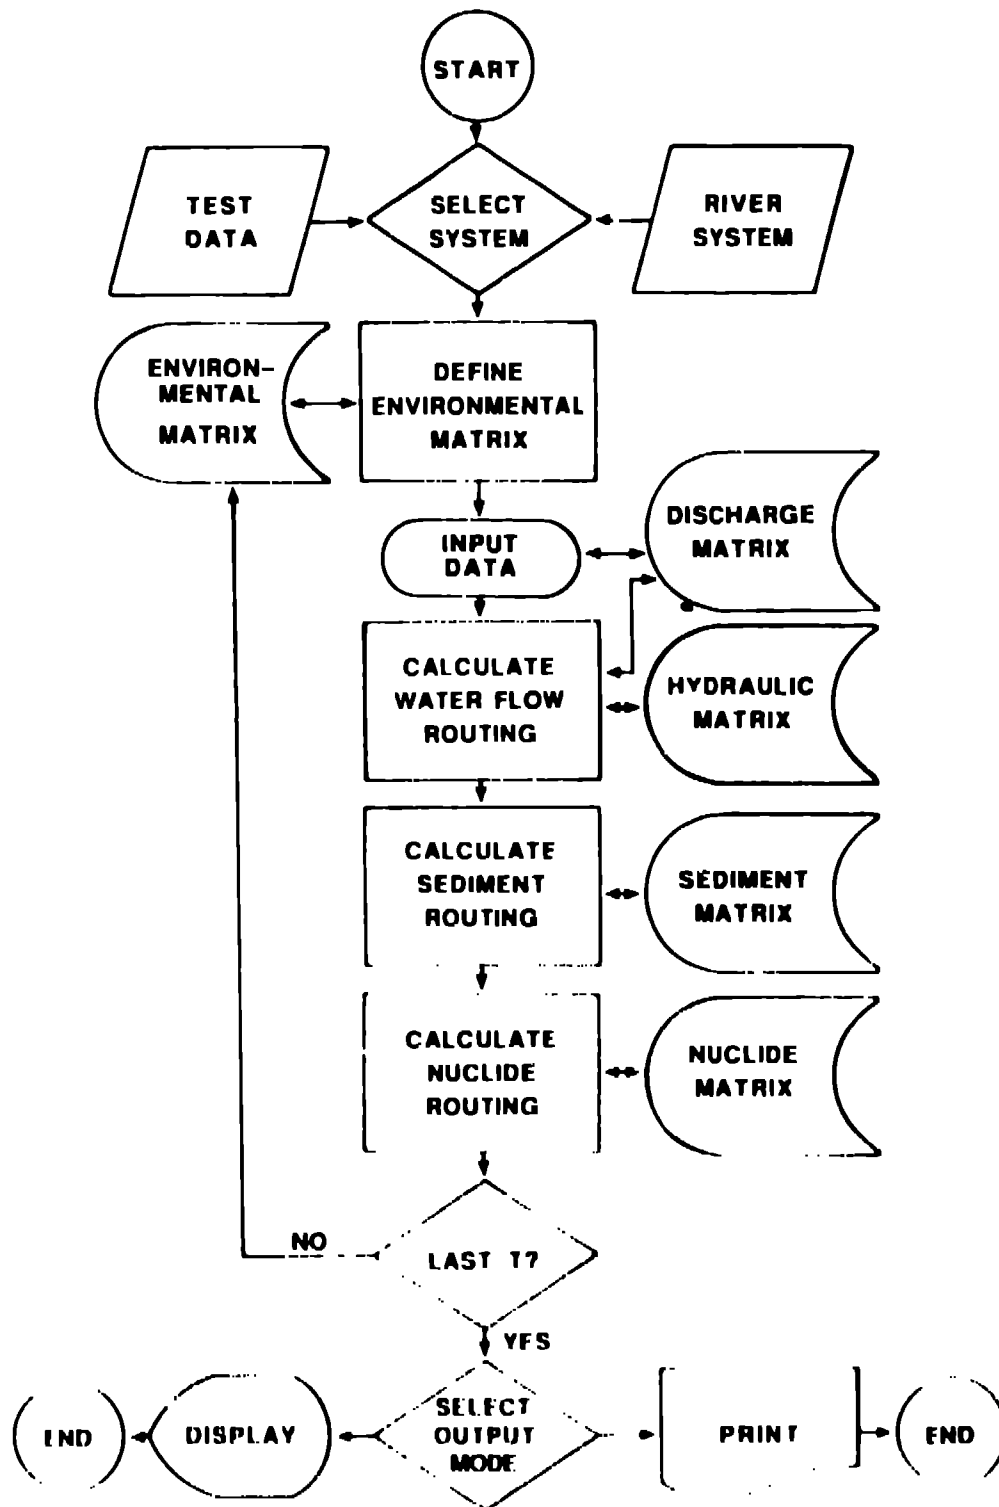 START
TEST
DATA
SELECT
SYSTEM
RIVER
SYSTEM
ENVIRON-
MENTAL
MATRIX
DEFINE
ENVIRONMENTAL
MATRIX
INPUT
DATA
DISCHARGE
MATRIX
CALCULATE
WATER FLOW
ROUTING
HYDRAULIC
MATRIX
CALCULATE
SEDIMENT
ROUTING
SEDIMENT
MATRIX
CALCULATE
NUCLIDE
ROUTING
NUCLIDE
MATRIX
NO
LAST T?
YES
END
DISPLAY
SELECT
OUTPUT
MODE
PRINT
END